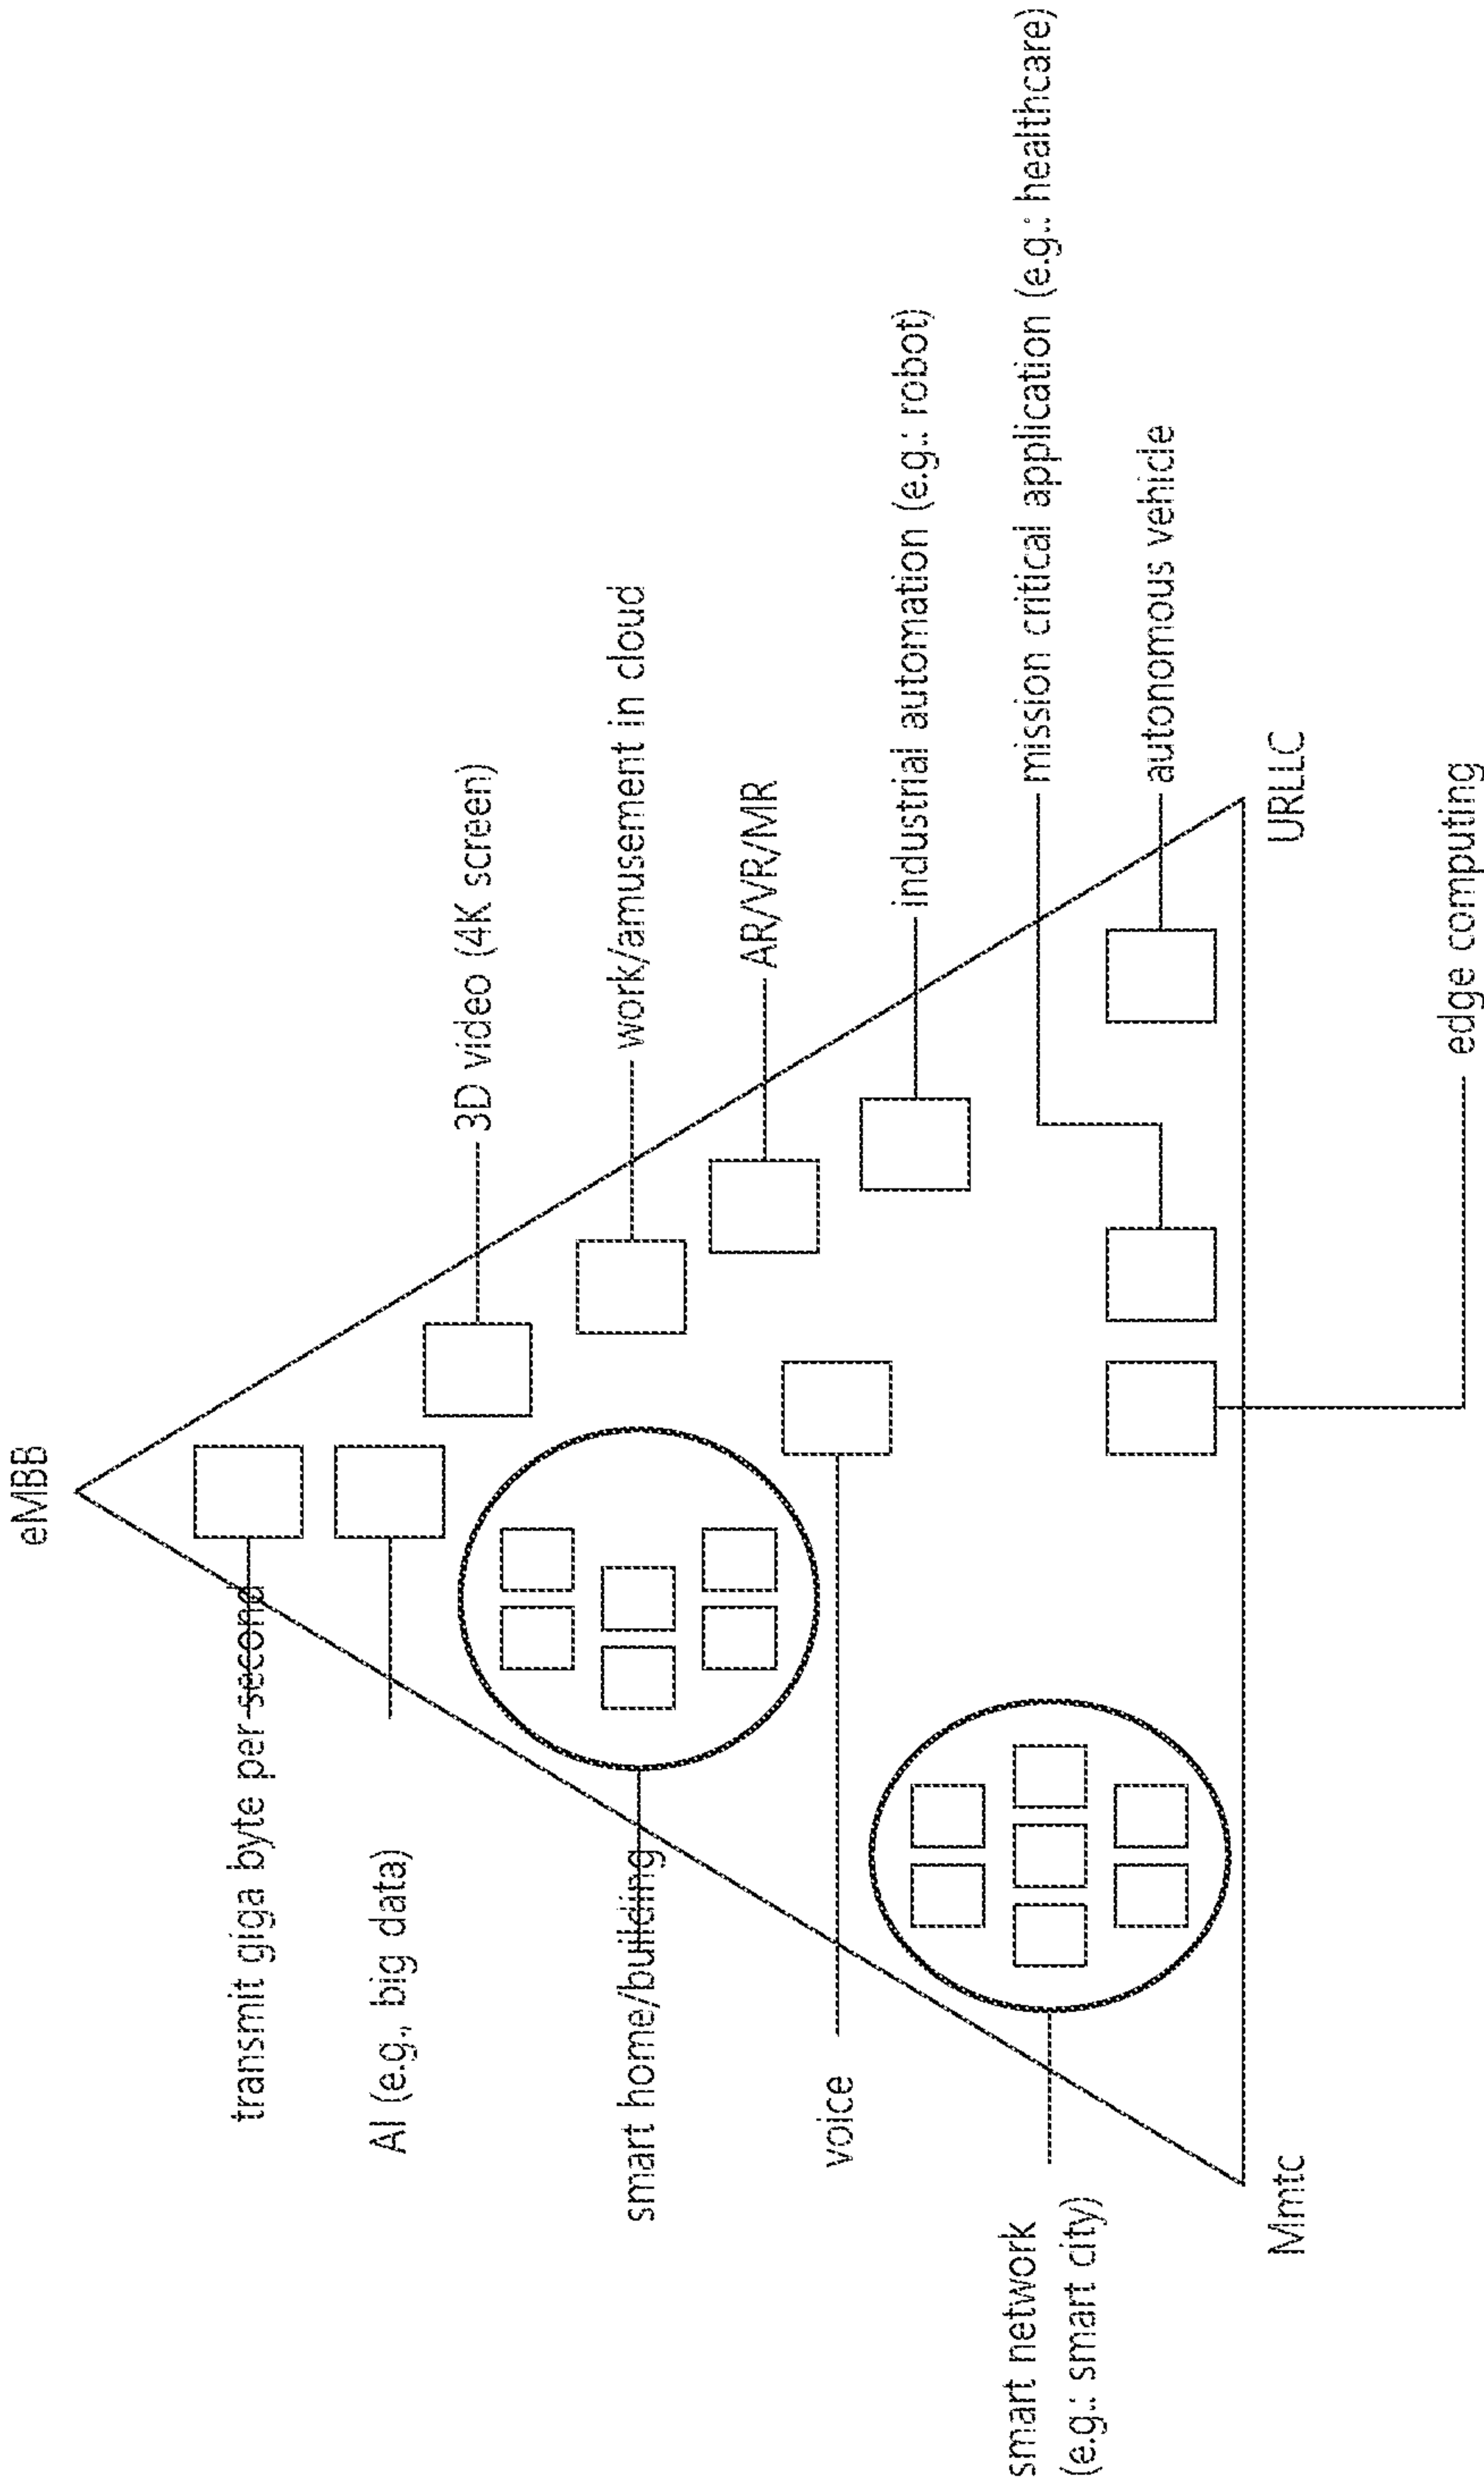 eMBB
transmit giga byte per second
AI (e.g., big data)
3D video (4K screen)
smart home/building
work/amusement in cloud
AR/VR/MR
voice
industrial automation (e.g.: robot)
smart network
(e.g.: smart city)
mission critical application (e.g.: healthcare)
autonomous vehicle
Mmtc
URLLC
edge computing